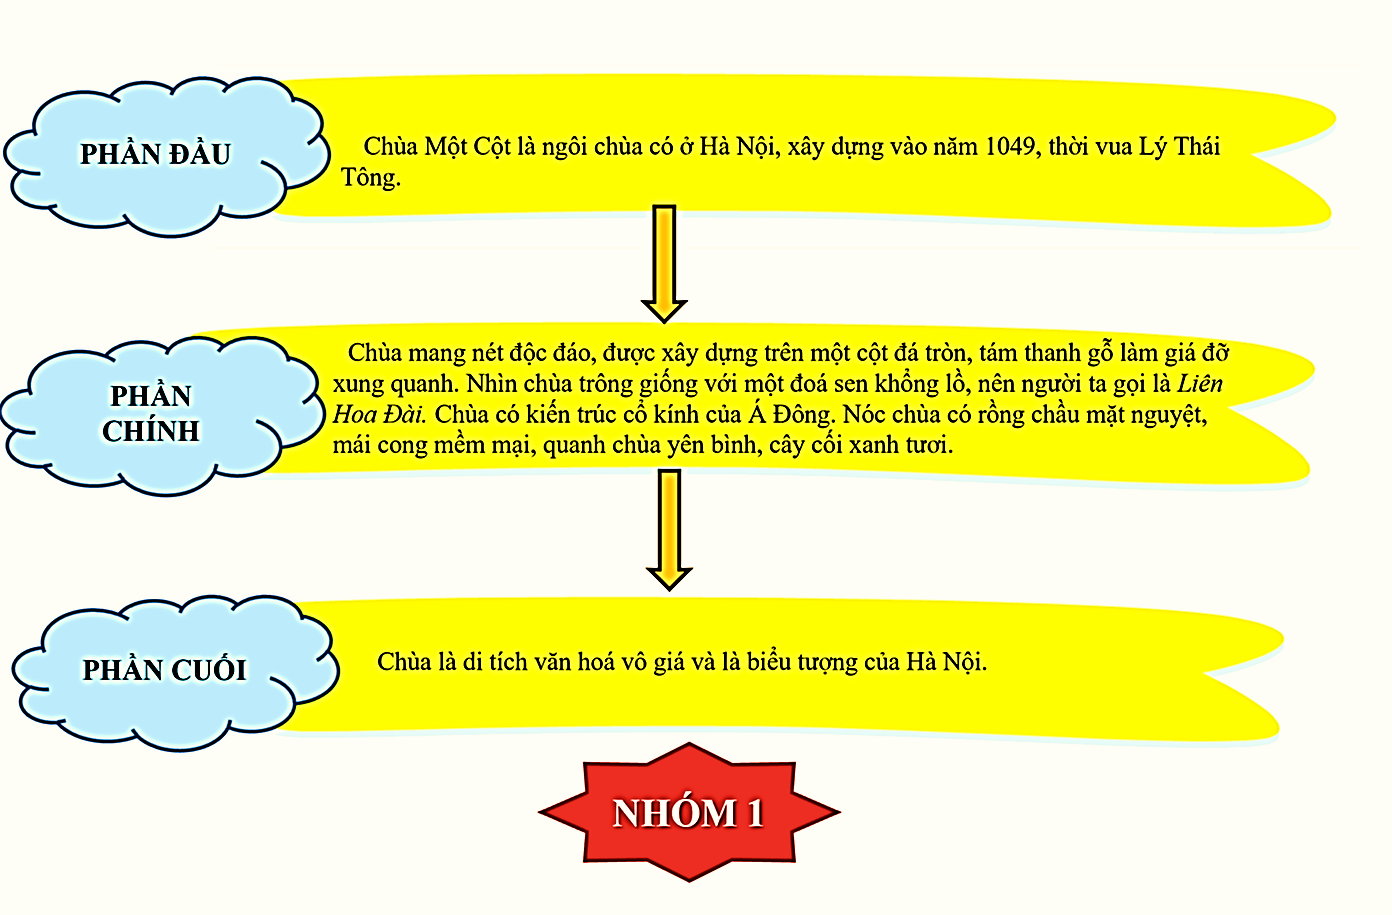 PHẦN ĐẦU
Chùa Một Cột là ngôi chùa có ở Hà Nội, xây dựng vào năm 1049, thời vua Lý Thái
Tông.
PHẦN
CHÍNH
Chùa mang nét độc đáo, được xây dựng trên một cột đá tròn, tám thanh gỗ làm giá đỡ
xung quanh. Nhìn chùa trông giống với một đoá sen khổng lồ, nên người ta gọi là Liên
Hoa Đài. Chùa có kiến trúc cổ kính của Á Đông. Nóc chùa có rồng chầu mặt nguyệt,
mái cong mềm mại, quanh chùa yên bình, cây cối xanh tươi.
PHẦN CUỐI
Chùa là di tích văn hoá vô giá và là biểu tượng của Hà Nội.
NHÓM 1